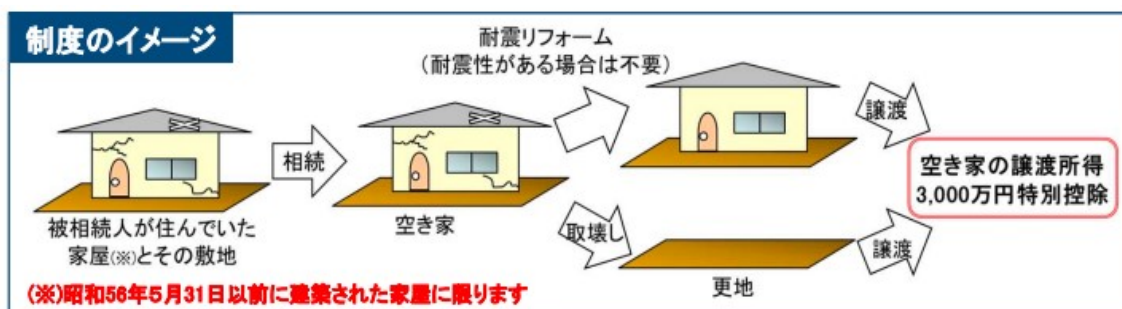 制度のイメージ
耐震リフォーム
(耐震性がある場合は不要)
相続
譲渡
空き家の譲渡所得
3,000万円特別控除
被相続人が住んでいた
家屋(※)とその敷地
空き家
取壊し
譲渡
更地
(※)昭和56年5月31日以前に建築された家屋に限ります